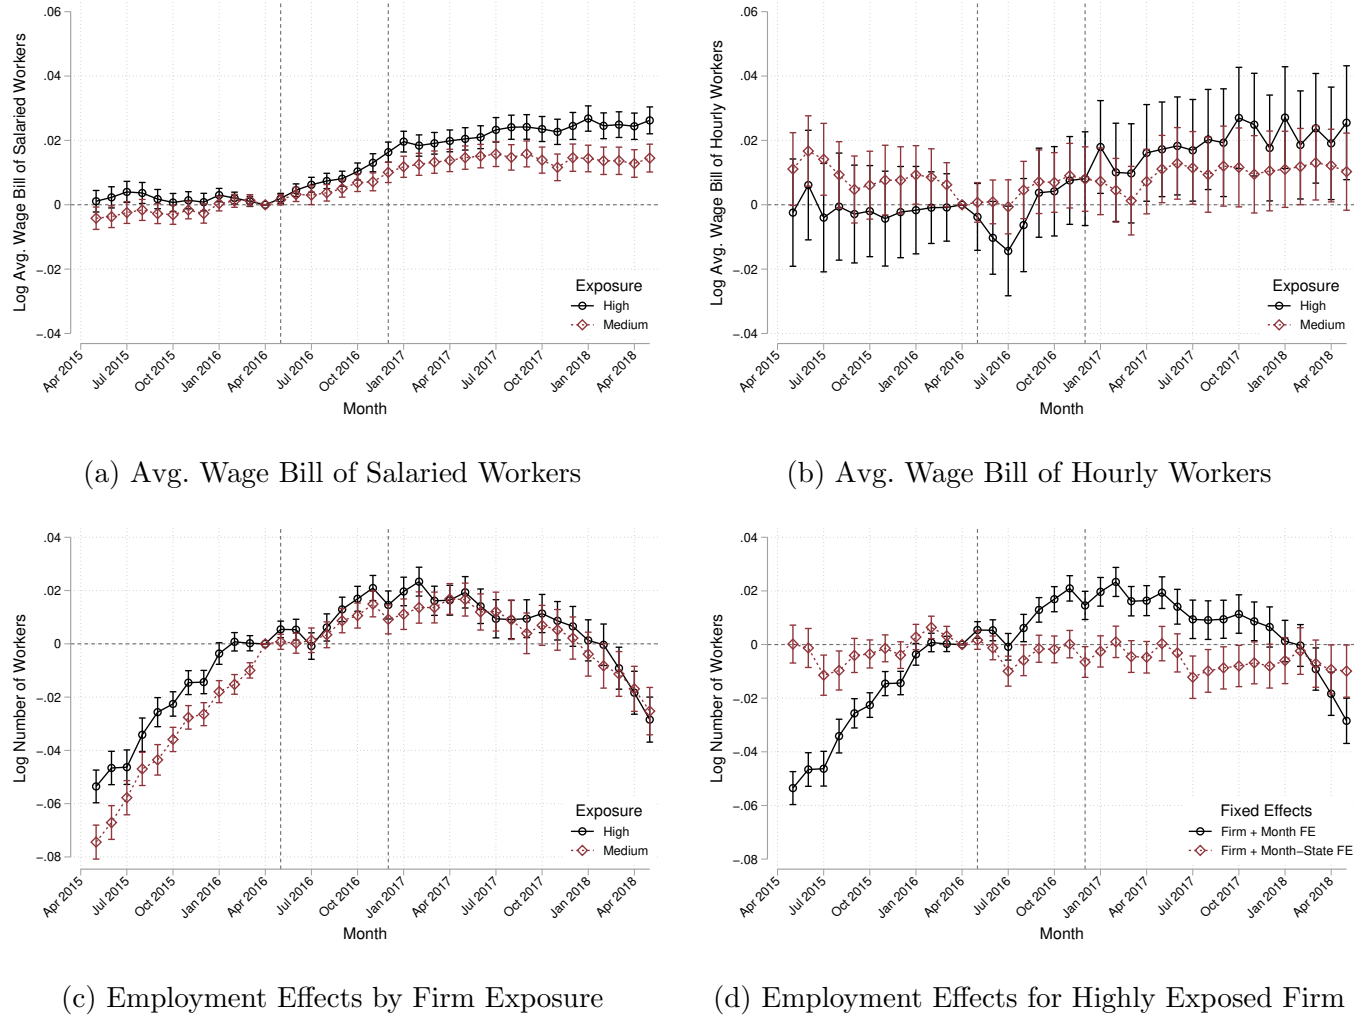 .06
.04
.02
0
−.02
−.04
Log Avg. Wage Bill of Salaried Workers
Exposure
High
Medium
Apr 2015
Jul 2015
Oct 2015
Jan 2016
Apr 2016
Jul 2016
Oct 2016
Jan 2017
Apr 2017
Jul 2017
Oct 2017
Jan 2018
Apr 2018
Month
(a) Avg. Wage Bill of Salaried Workers
.06
.04
.02
0
−.02
−.04
Log Avg. Wage Bill of Hourly Workers
Exposure
High
Medium
Apr 2015
Jul 2015
Oct 2015
Jan 2016
Apr 2016
Jul 2016
Oct 2016
Jan 2017
Apr 2017
Jul 2017
Oct 2017
Jan 2018
Apr 2018
Month
(b) Avg. Wage Bill of Hourly Workers
.04
.02
0
−.02
−.04
−.06
−.08
Log Number of Workers
Exposure
High
Medium
Apr 2015
Jul 2015
Oct 2015
Jan 2016
Apr 2016
Jul 2016
Oct 2016
Jan 2017
Apr 2017
Jul 2017
Oct 2017
Jan 2018
Apr 2018
Month
(c) Employment Effects by Firm Exposure
.04
.02
0
−.02
−.04
−.06
−.08
Log Number of Workers
Fixed Effects
Firm + Month FE
Firm + Month−State FE
Apr 2015
Jul 2015
Oct 2015
Jan 2016
Apr 2016
Jul 2016
Oct 2016
Jan 2017
Apr 2017
Jul 2017
Oct 2017
Jan 2018
Apr 2018
Month
(d) Employment Effects for Highly Exposed Firm